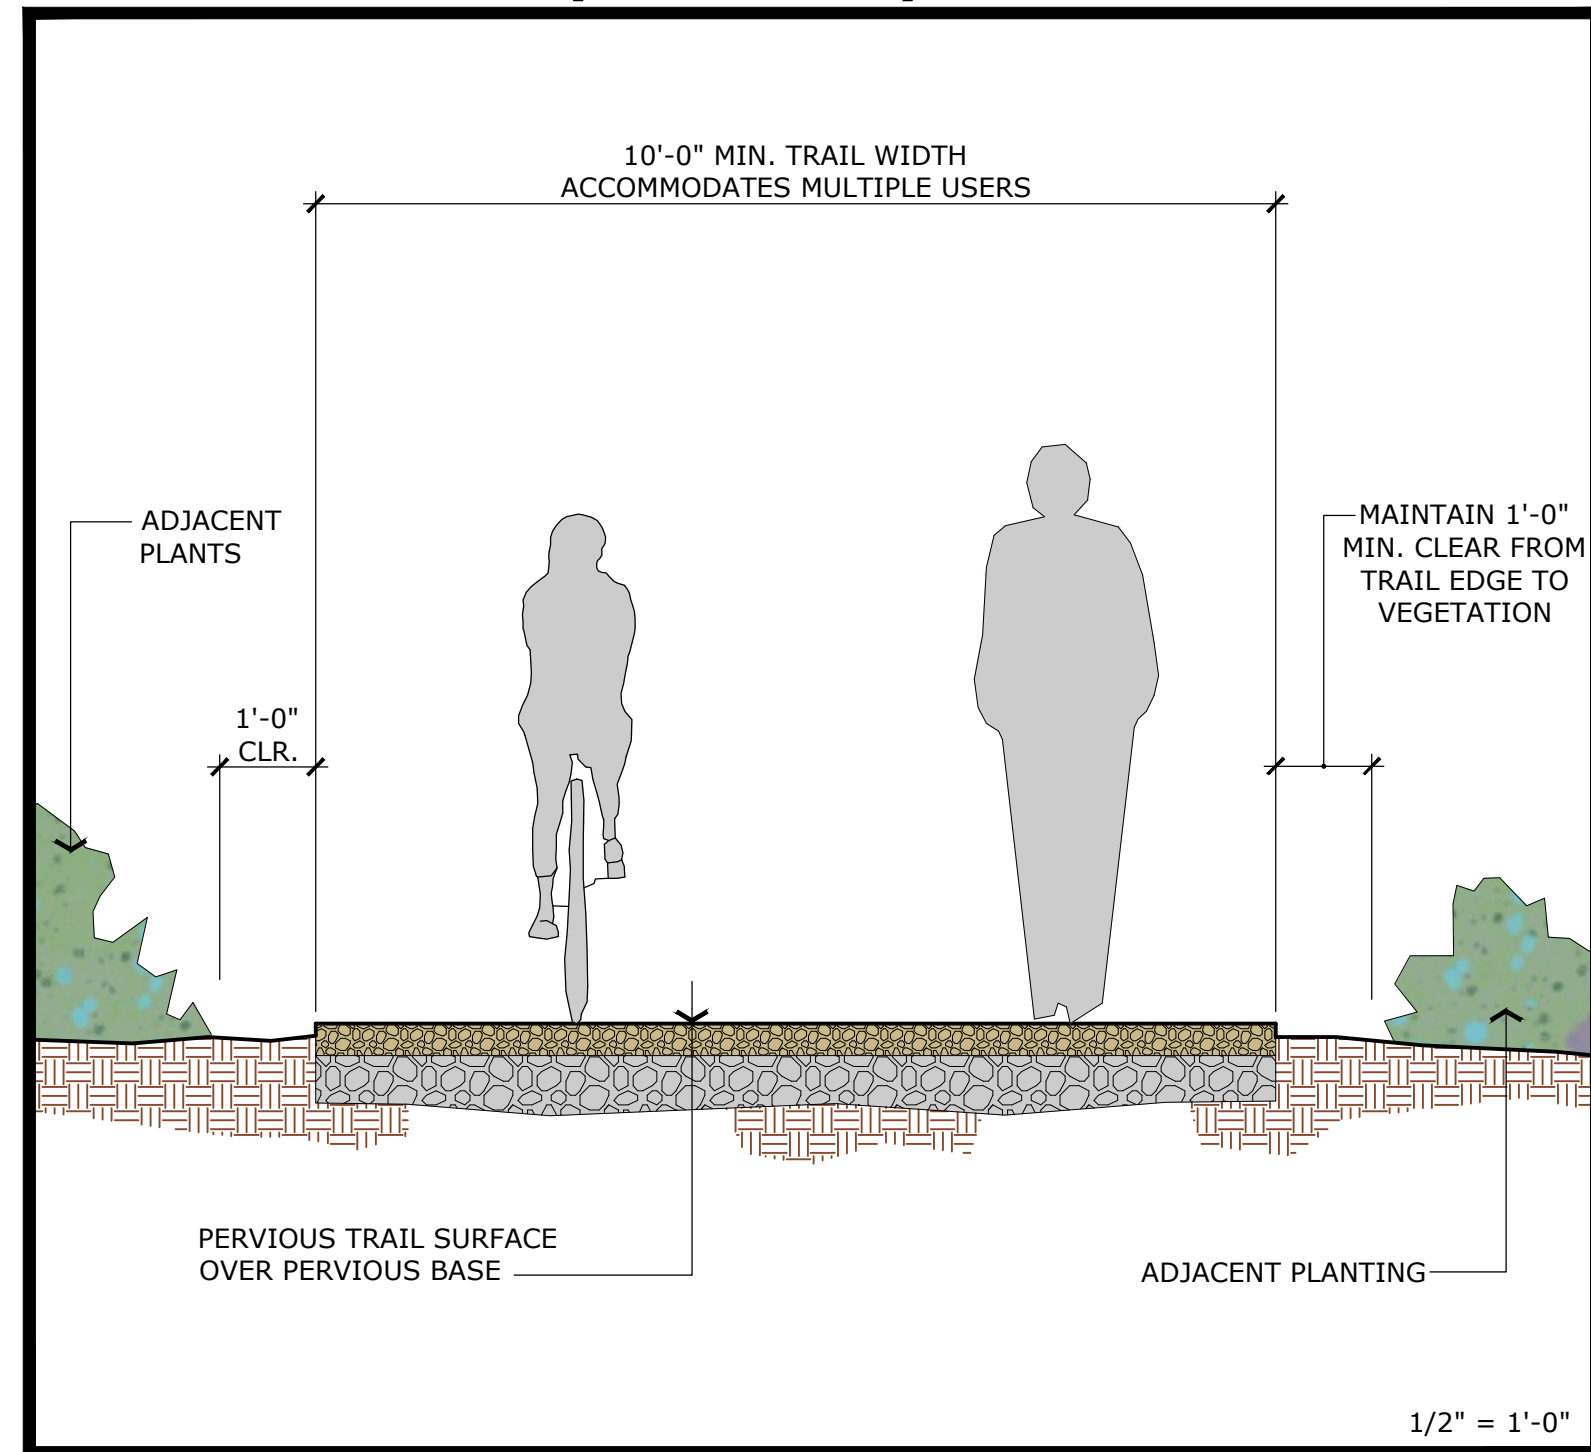 10'-0" MIN. TRAIL WIDTH
ACCOMMODATES MULTIPLE USERS
ADJACENT
PLANTS
MAINTAIN 1'-0"
MIN. CLEAR FROM
TRAIL EDGE TO
VEGETATION
1'-0"
CLR.
PERVIOUS TRAIL SURFACE
OVER PERVIOUS BASE
ADJACENT PLANTING
1/2" = 1'-0"